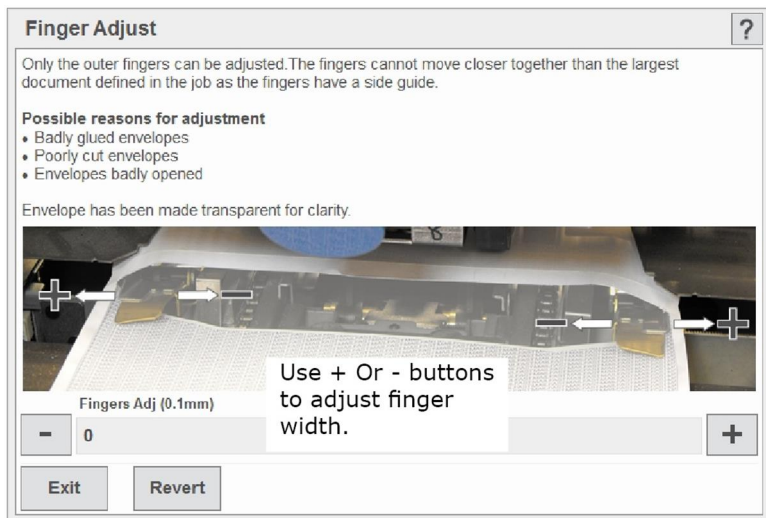 Finger Adjust
?
Only the outer fingers can be adjusted.The fingers cannot move closer together than the largest
document defined in the job as the fingers have a side guide.
Possible reasons for adjustment
• Badly glued envelopes
• Poorly cut envelopes
• Envelopes badly opened
Envelope has been made transparent for clarity.
+ −
− +
Use + Or - buttons
to adjust finger
width.
Fingers Adj (0.1mm)
- 0 +
Exit Revert